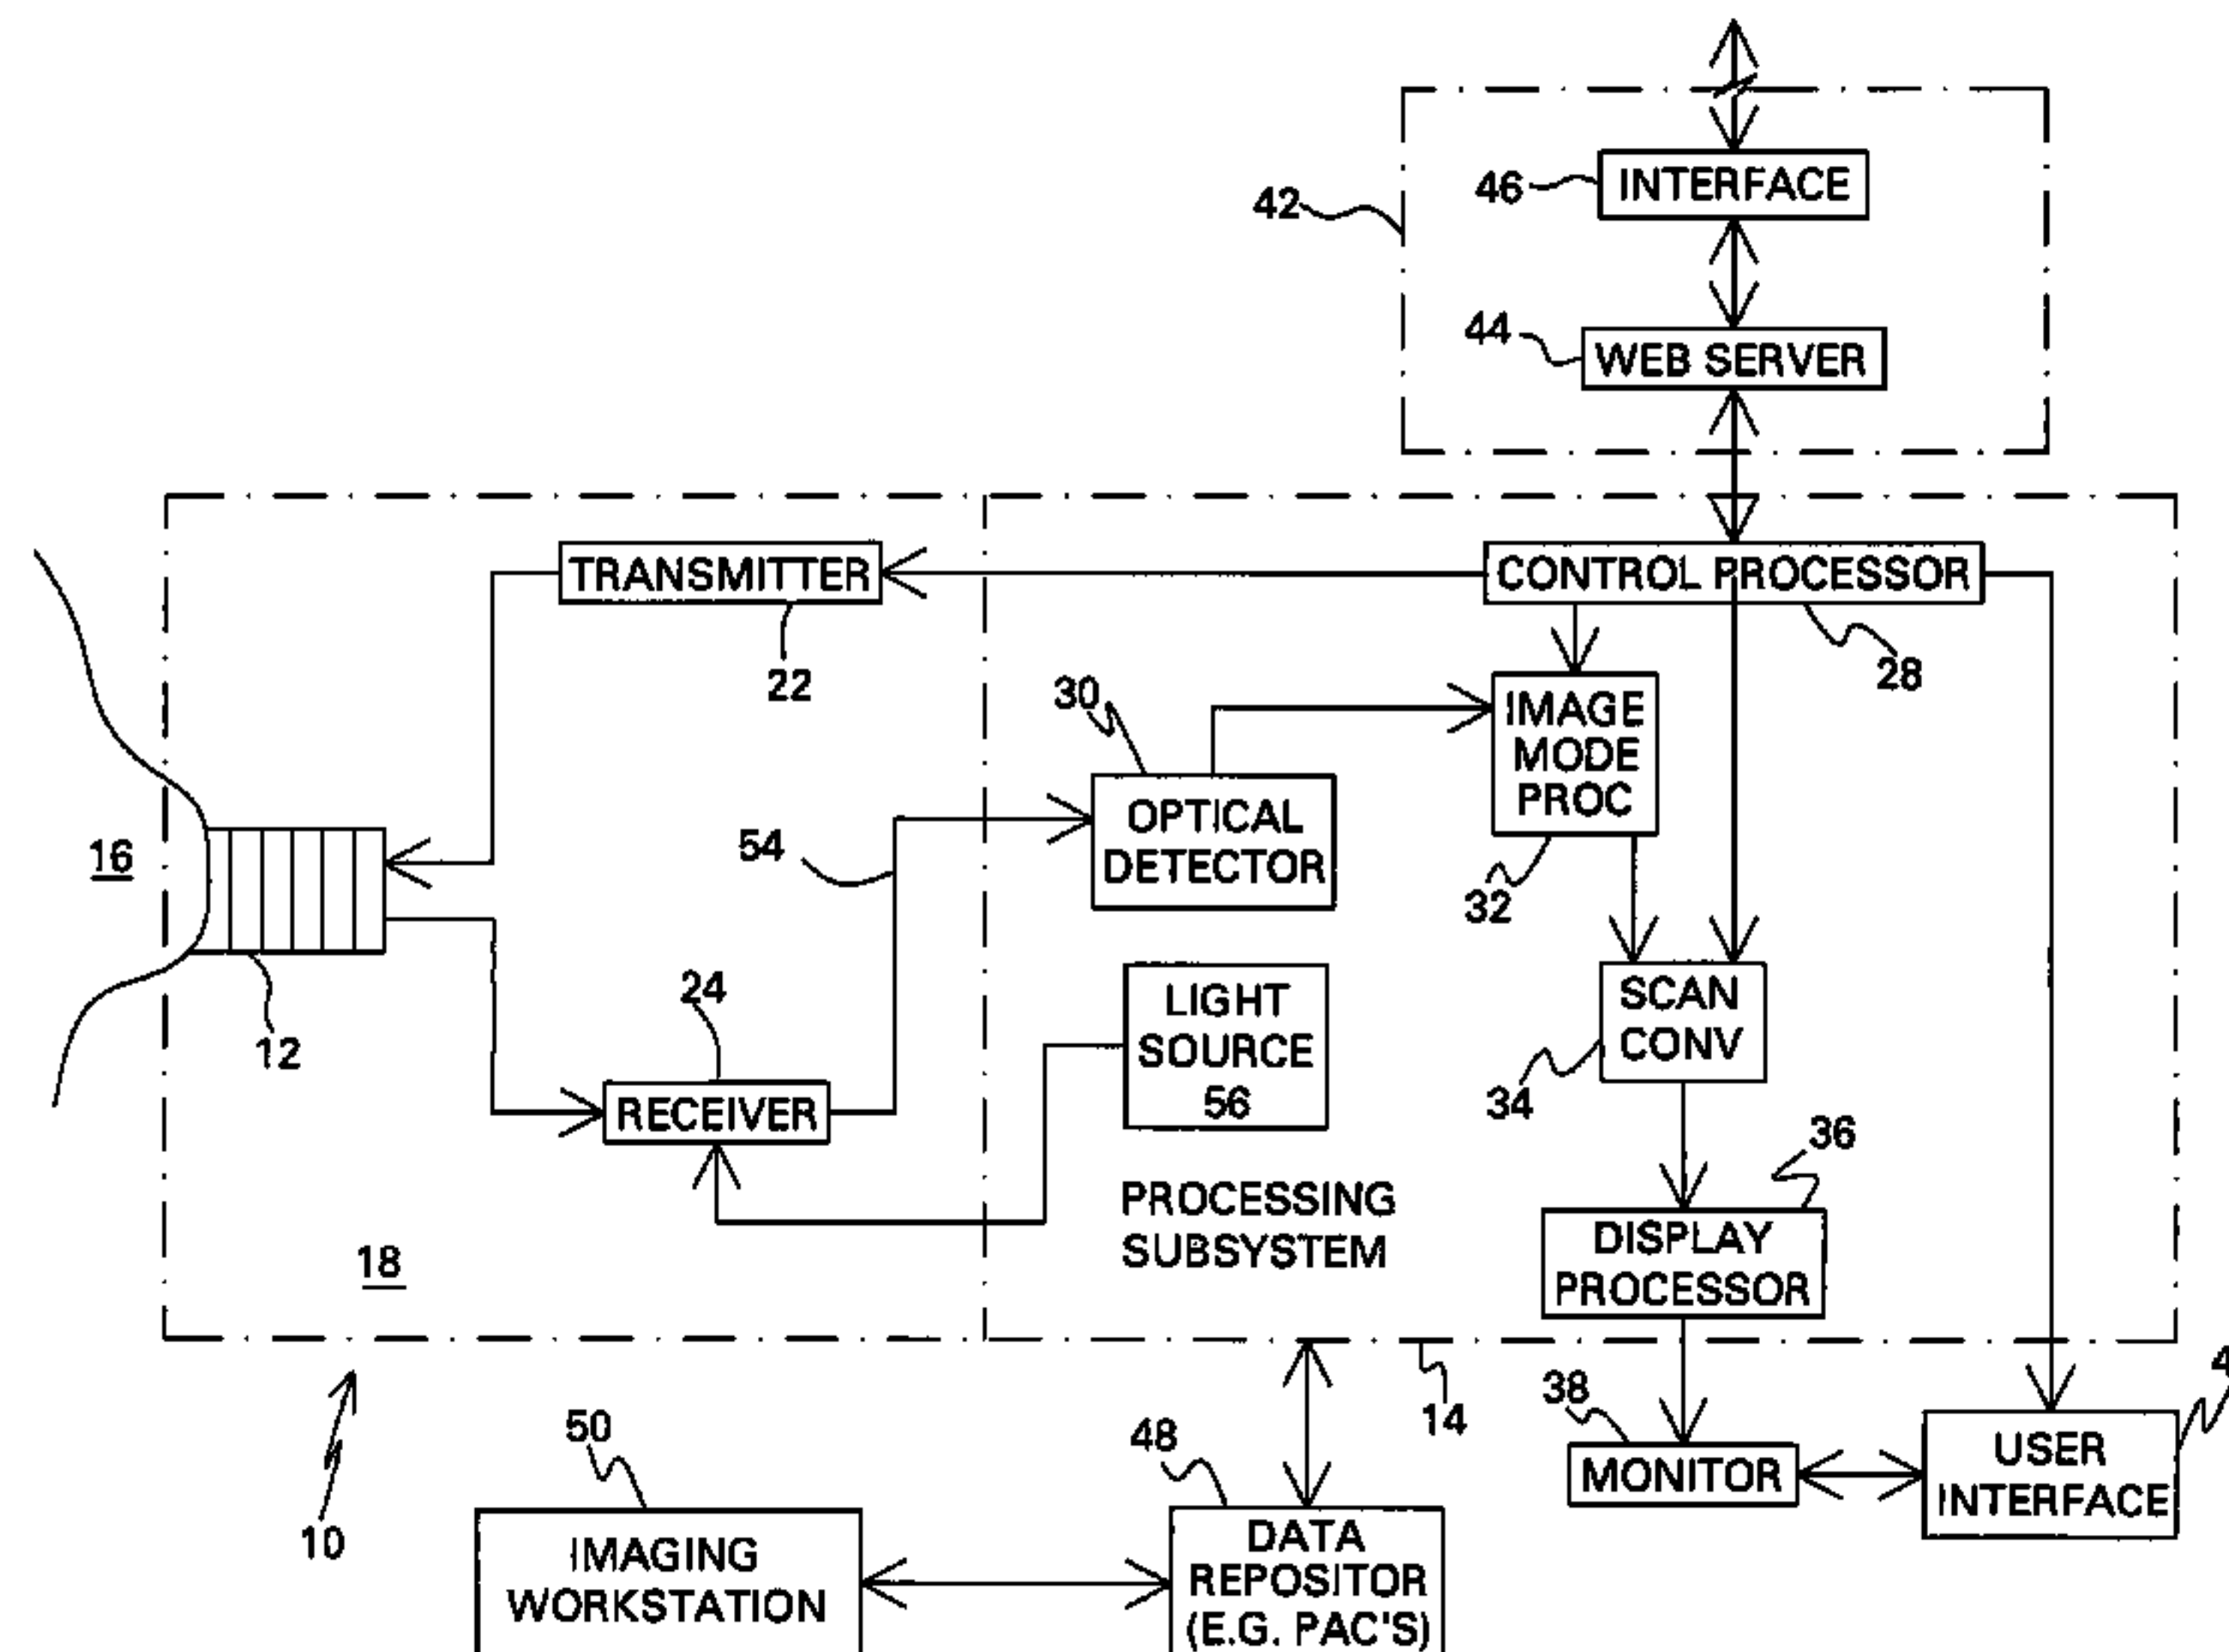 46
INTERFACE
42
44
WEB SERVER
TRANSMITTER
CONTROL PROCESSOR
22
28
30
IMAGE
MODE
PROC
OPTICAL
DETECTOR
54
16
32
12
24
LIGHT
SOURCE
56
SCAN
CONV
34
RECEIVER
36
PROCESSING
SUBSYSTEM
DISPLAY
PROCESSOR
18
10
14
38
MONITOR
USER
INTERFACE
50
48
IMAGING
WORKSTATION
DATA
REPOSITOR
(E.G. PAC'S)